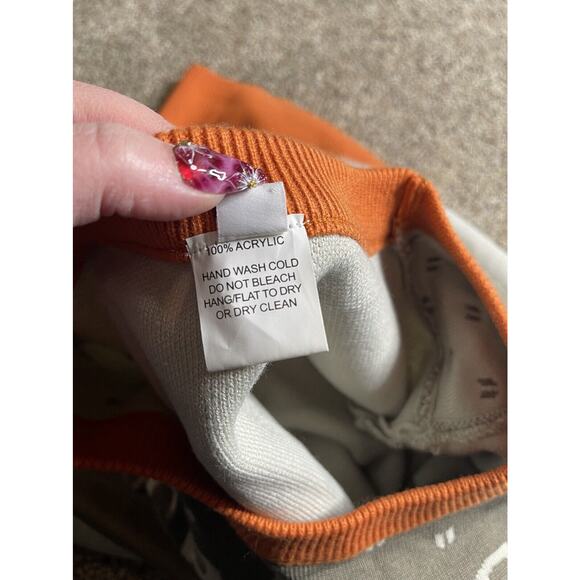 100% ACRYLIC
HAND WASH COLD
DO NOT BLEACH
HANG/FLAT TO DRY
OR DRY CLEAN